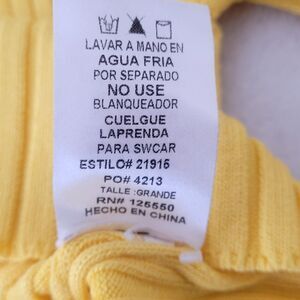 LAVAR A MANO EN
AGUA FRIA
POR SEPARADO
NO USE
BLANQUEADOR
CUELGUE
LAPRENDA
PARA SWCAR
ESTILO# 21915
PO# 4213
TALLE :GRANDE
RN# 125550
HECHO EN CHINA